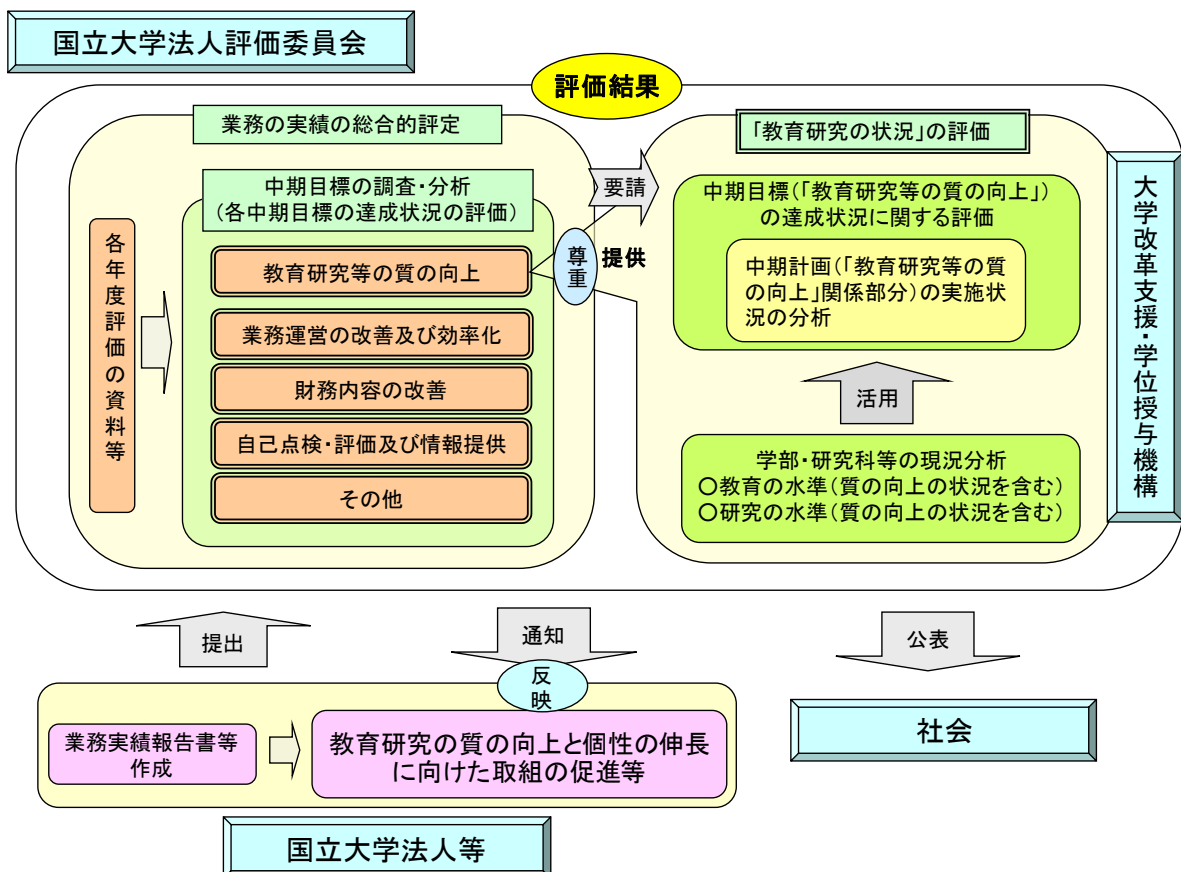 国立大学法人評価委員会
評価結果
業務の実績の総合的評定
中期目標の調査・分析
(各中期目標の達成状況の評価)
各年度評価の資料等
教育研究等の質の向上
業務運営の改善及び効率化
財務内容の改善
自己点検・評価及び情報提供
その他
要請
尊重
提供
「教育研究の状況」の評価
中期目標(「教育研究等の質の向上」)
の達成状況に関する評価
中期計画(「教育研究等の質
の向上」関係部分)の実施状
況の分析
活用
学部・研究科等の現況分析
○教育の水準(質の向上の状況を含む)
○研究の水準(質の向上の状況を含む)
大学改革支援・学位授与機構
提出
通知
公表
反映
業務実績報告書等
作成
教育研究の質の向上と個性の伸長
に向けた取組の促進等
社会
国立大学法人等